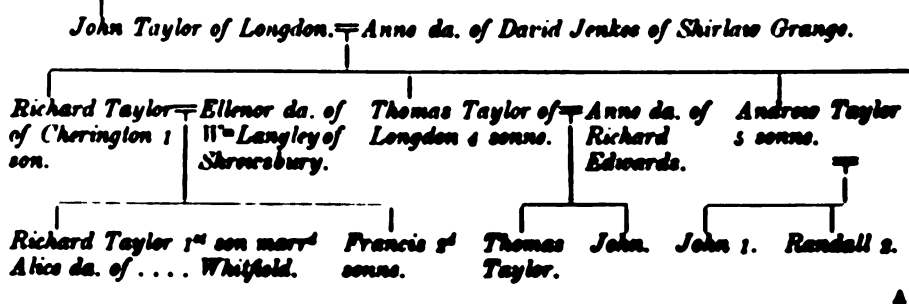 John Taylor of Longdon. Anne da. of David Jenkes of Shirlaw Grange.
Richard Taylor Ellenor da. of Thomas Taylor of Anne da. of Andrew Taylor
of Cherington 1 Wm Langley of Longdon 4 sonne. Richard 5 sonne.
son. Shrewsbury. Edwards.
Richard Taylor 1st son marrd Francis 2d Thomas John. John 1. Randall 2.
Alice da. of .... Whitfield. sonne. Taylor.